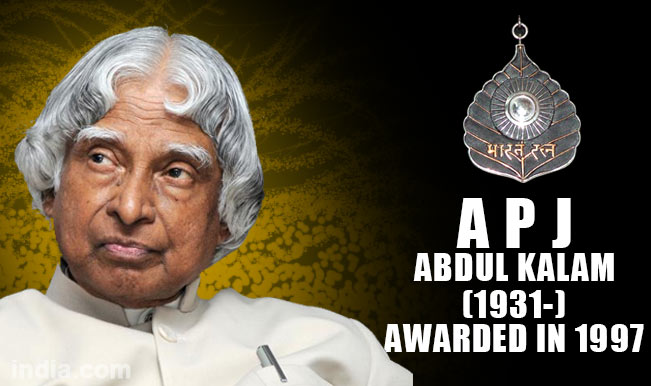 भारत रत्न
A P J
ABDUL KALAM
(1931-)
AWARDED IN 1997
india.com